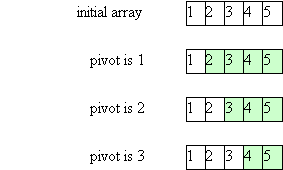 initial array 1 2 3 4 5
pivot is 1 1 2 3 4 5
pivot is 2 1 2 3 4 5
pivot is 3 1 2 3 4 5